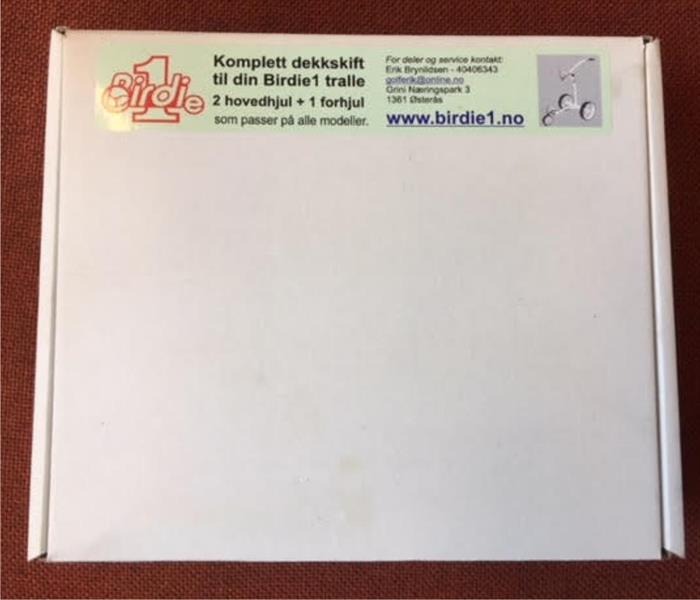 Birdie 1
Komplett dekkskift
til din Birdie1 tralle
2 hovedhjul + 1 forhjul
som passer på alle modeller.
For deler og service kontakt:
Erik Brynildsen - 40406343
golferik@online.no
Grini Næringspark 3
1361 Østerås
www.birdie1.no